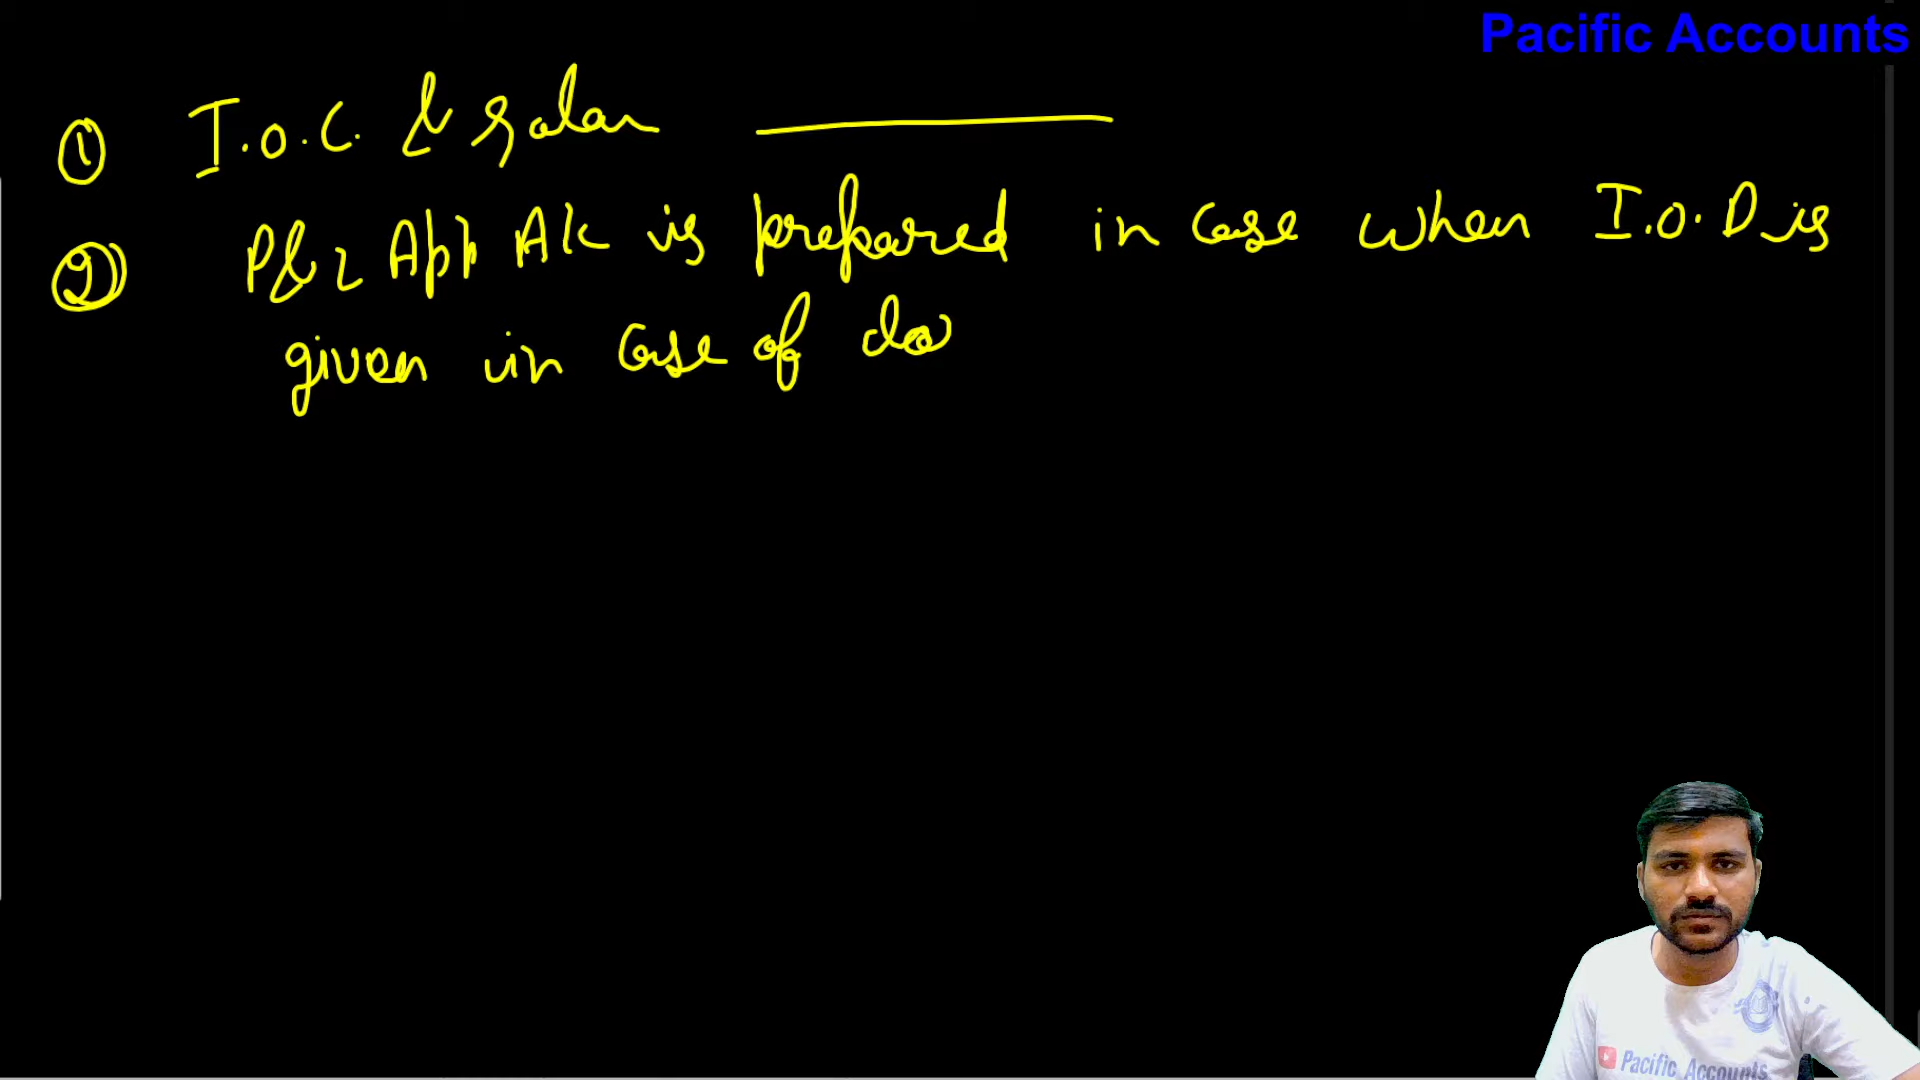 Pacific Accounts
① I.O.C. & Salar
② P&L App A/c is prepared in case when I.O.D is
given in case of
Pacific Accounts